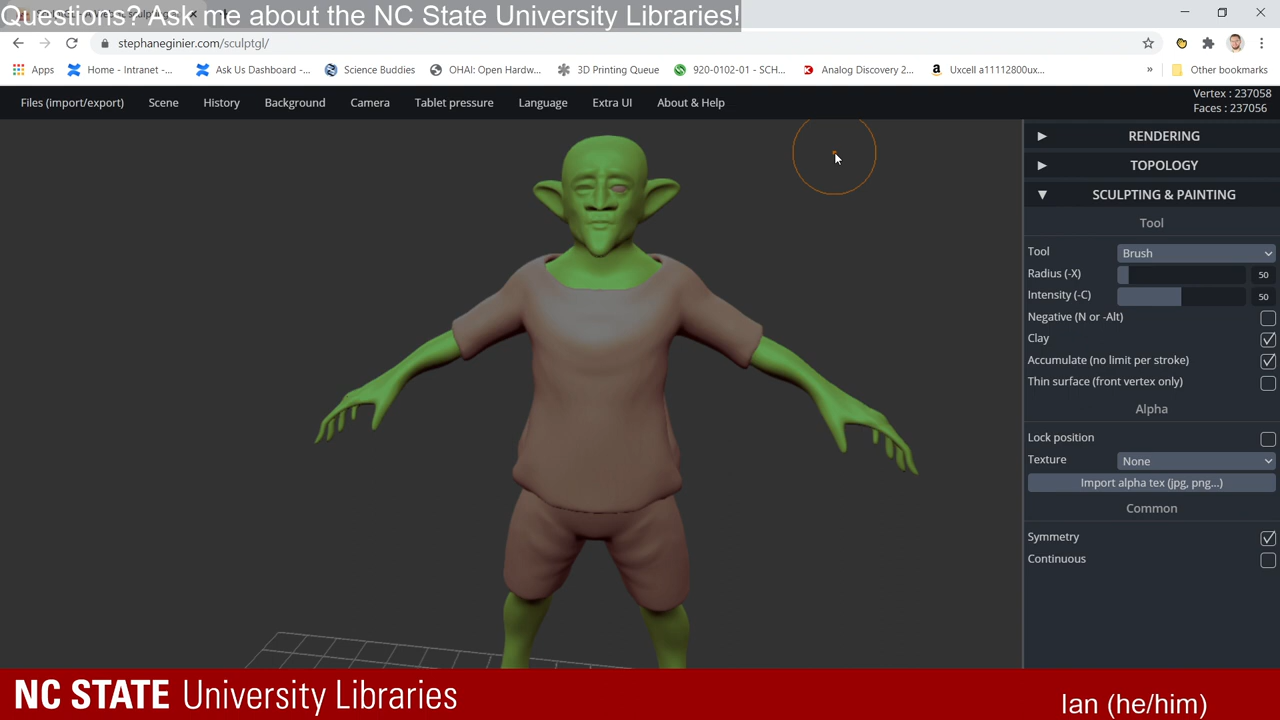 Questions? Ask me about the NC State University Libraries!
stephaneginier.com/sculptgl/
Apps Home - Intranet -... Ask Us Dashboard -... Science Buddies OHAI: Open Hardw... 3D Printing Queue 920-0102-01 - SCH... Analog Discovery 2... Uxcell a11112800ux... » Other bookmarks
Files (import/export) Scene History Background Camera Tablet pressure Language Extra UI About & Help
Vertex : 237058
Faces : 237056
RENDERING
TOPOLOGY
SCULPTING & PAINTING
Tool
Tool Brush
Radius (-X) 50
Intensity (-C) 50
Negative (N or -Alt)
Clay
Accumulate (no limit per stroke)
Thin surface (front vertex only)
Alpha
Lock position
Texture None
Import alpha tex (jpg, png...)
Common
Symmetry
Continuous
NC STATE University Libraries
Ian (he/him)